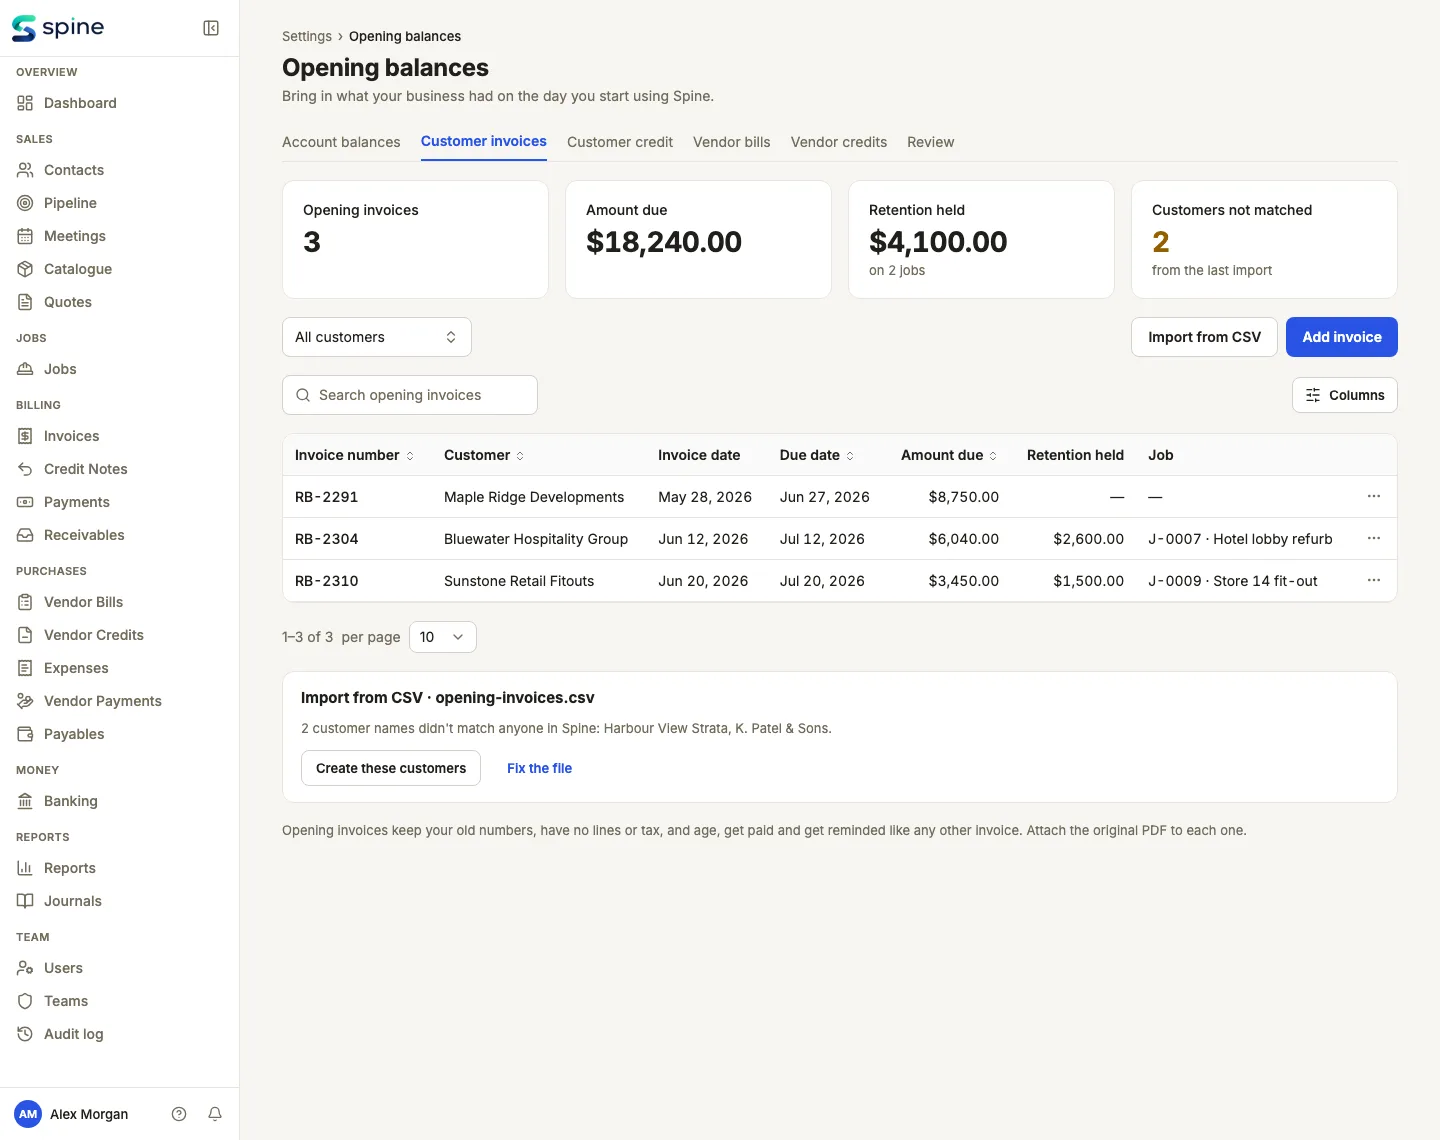 spine
OVERVIEW
Dashboard
SALES
Contacts
Pipeline
Meetings
Catalogue
Quotes
JOBS
Jobs
BILLING
Invoices
Credit Notes
Payments
Receivables
PURCHASES
Vendor Bills
Vendor Credits
Expenses
Vendor Payments
Payables
MONEY
Banking
REPORTS
Reports
Journals
TEAM
Users
Teams
Audit log
AM Alex Morgan
Settings › Opening balances
Opening balances
Bring in what your business had on the day you start using Spine.
Account balances Customer invoices Customer credit Vendor bills Vendor credits Review
Opening invoices
3
Amount due
$18,240.00
Retention held
$4,100.00
on 2 jobs
Customers not matched
2
from the last import
All customers
Import from CSV
Add invoice
Search opening invoices
Columns
Invoice number Customer Invoice date Due date Amount due Retention held Job
RB-2291 Maple Ridge Developments May 28, 2026 Jun 27, 2026 $8,750.00 — —
RB-2304 Bluewater Hospitality Group Jun 12, 2026 Jul 12, 2026 $6,040.00 $2,600.00 J-0007 · Hotel lobby refurb
RB-2310 Sunstone Retail Fitouts Jun 20, 2026 Jul 20, 2026 $3,450.00 $1,500.00 J-0009 · Store 14 fit-out
1–3 of 3 per page 10
Import from CSV · opening-invoices.csv
2 customer names didn't match anyone in Spine: Harbour View Strata, K. Patel & Sons.
Create these customers Fix the file
Opening invoices keep your old numbers, have no lines or tax, and age, get paid and get reminded like any other invoice. Attach the original PDF to each one.